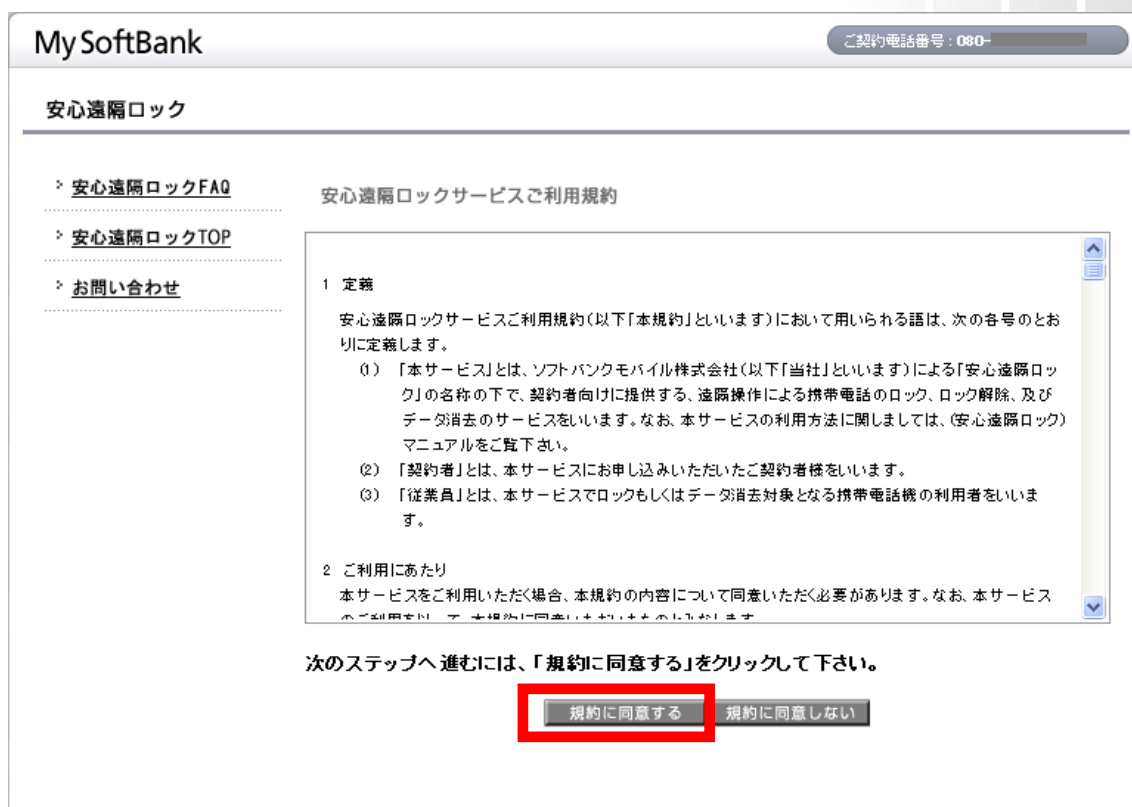 My SoftBank
ご契約電話番号：080-
安心遠隔ロック
安心遠隔ロックFAQ
安心遠隔ロックTOP
お問い合わせ
安心遠隔ロックサービスご利用規約
1 定義
安心遠隔ロックサービスご利用規約（以下「本規約」といいます）において用いられる語は、次の各号のとお
りに定義します。
(1) 「本サービス」とは、ソフトバンクモバイル株式会社（以下「当社」といいます）による「安心遠隔ロッ
ク」の名称の下で、契約者向けに提供する、遠隔操作による携帯電話のロック、ロック解除、及び
データ消去のサービスをいいます。なお、本サービスの利用方法に関しましては、（安心遠隔ロック）
マニュアルをご覧下さい。
(2) 「契約者」とは、本サービスにお申し込みいただいたご契約者様をいいます。
(3) 「従業員」とは、本サービスでロックもしくはデータ消去対象となる携帯電話機の利用者をいいま
す。
2 ご利用にあたり
本サービスをご利用いただく場合、本規約の内容について同意いただく必要があります。なお、本サービス
次のステップへ進むには、「規約に同意する」をクリックして下さい。
規約に同意する 規約に同意しない